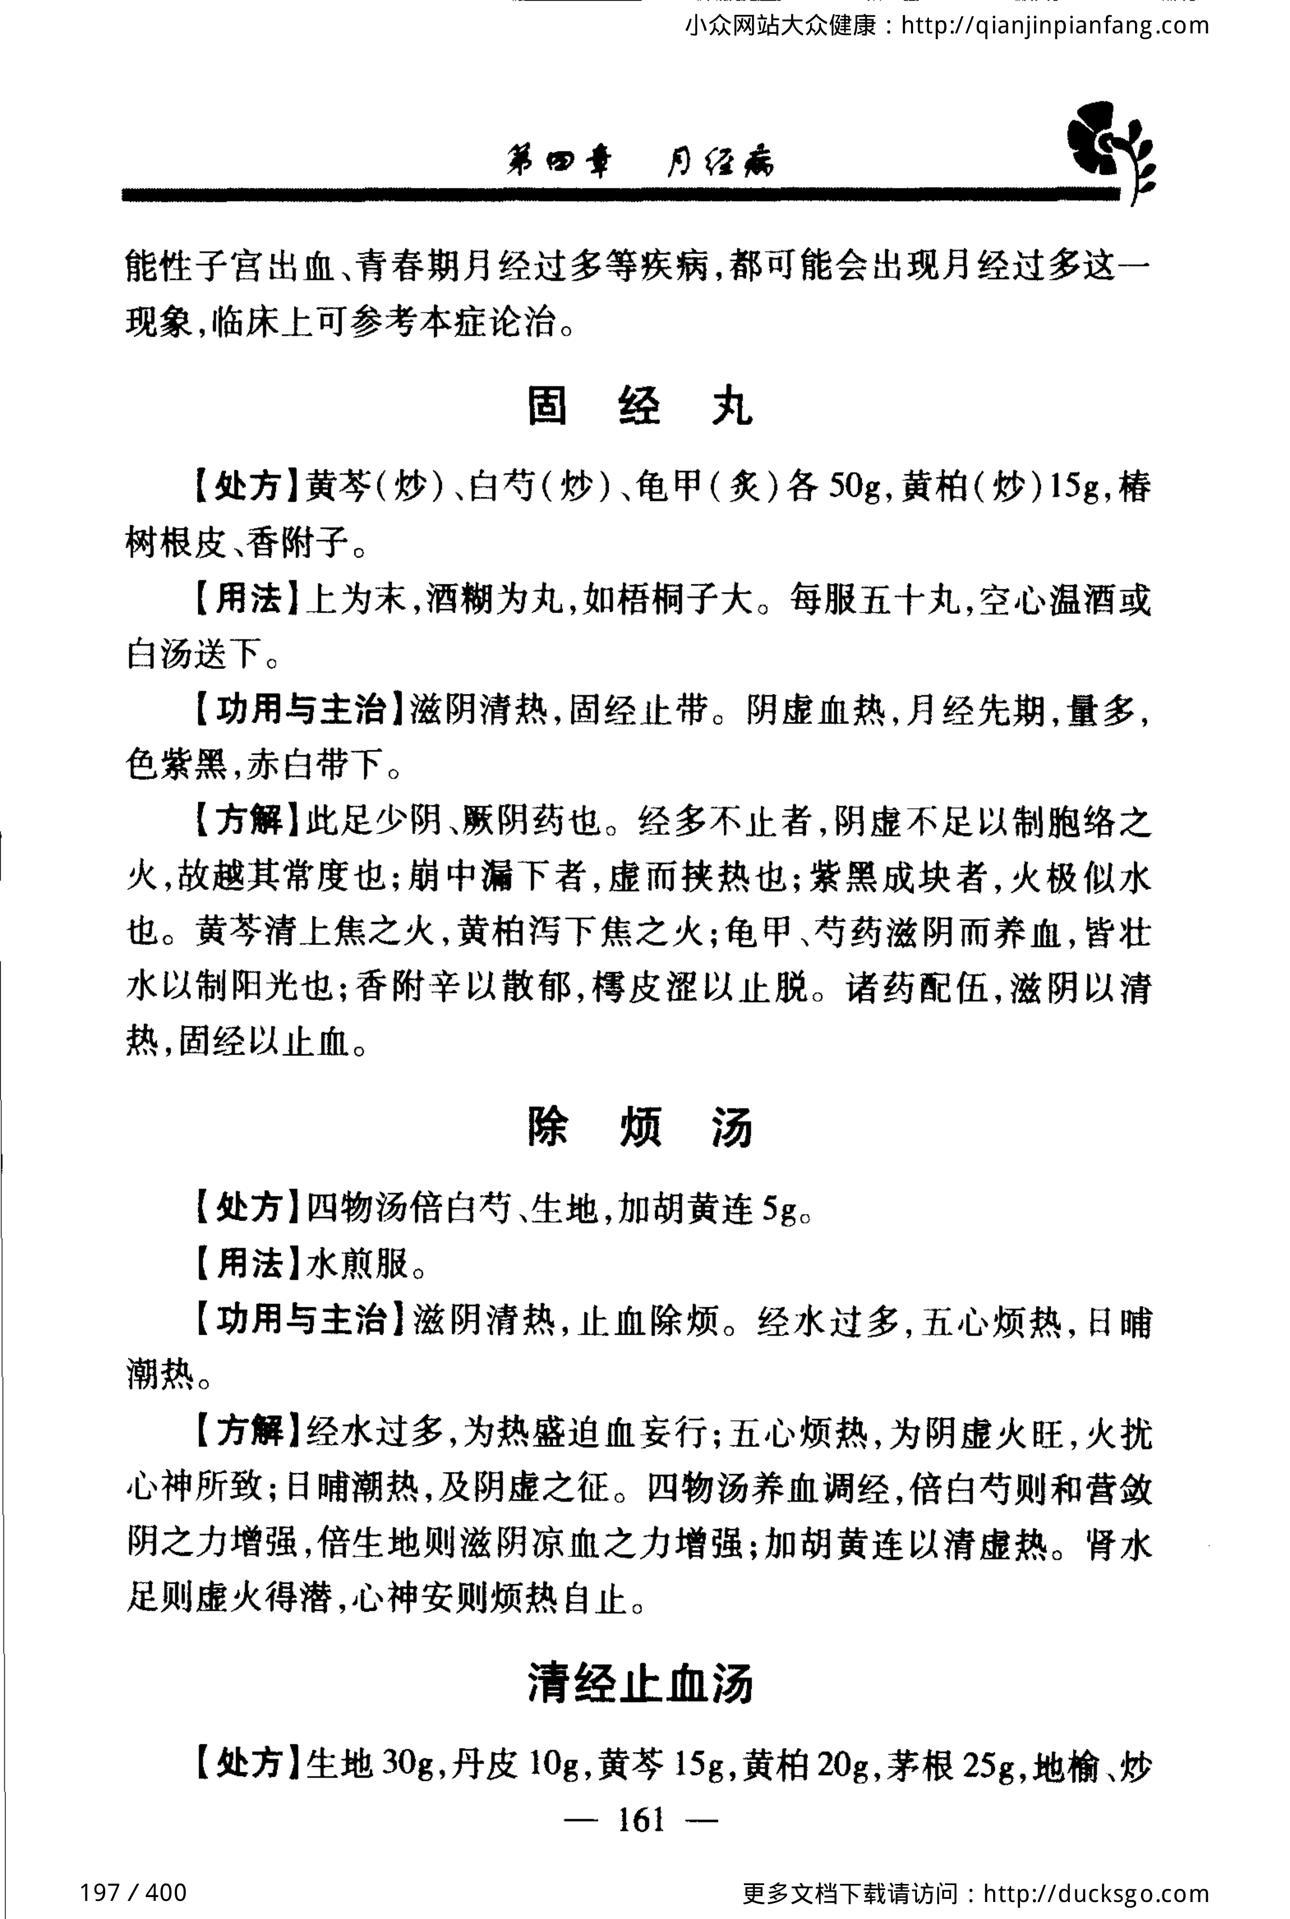 小众网站大众健康：http://qianjinpianfang.com
第四章 月经病
能性子宫出血、青春期月经过多等疾病,都可能会出现月经过多这一
现象,临床上可参考本症论治。
固 经 丸
【处方】黄芩(炒)、白芍(炒)、龟甲(炙)各 50g,黄柏(炒)15g,椿
树根皮、香附子。
【用法】上为末,酒糊为丸,如梧桐子大。每服五十丸,空心温酒或
白汤送下。
【功用与主治】滋阴清热,固经止带。阴虚血热,月经先期,量多,
色紫黑,赤白带下。
【方解】此足少阴、厥阴药也。经多不止者,阴虚不足以制胞络之
火,故越其常度也;崩中漏下者,虚而挟热也;紫黑成块者,火极似水
也。黄芩清上焦之火,黄柏泻下焦之火;龟甲、芍药滋阴而养血,皆壮
水以制阳光也;香附辛以散郁,樗皮涩以止脱。诸药配伍,滋阴以清
热,固经以止血。
除 烦 汤
【处方】四物汤倍白芍、生地,加胡黄连 5g。
【用法】水煎服。
【功用与主治】滋阴清热,止血除烦。经水过多,五心烦热,日晡
潮热。
【方解】经水过多,为热盛迫血妄行;五心烦热,为阴虚火旺,火扰
心神所致;日晡潮热,及阴虚之征。四物汤养血调经,倍白芍则和营敛
阴之力增强,倍生地则滋阴凉血之力增强;加胡黄连以清虚热。肾水
足则虚火得潜,心神安则烦热自止。
清经止血汤
【处方】生地 30g,丹皮 10g,黄芩 15g,黄柏 20g,茅根 25g,地榆、炒
— 161 —
197 / 400
更多文档下载请访问：http://ducksgo.com